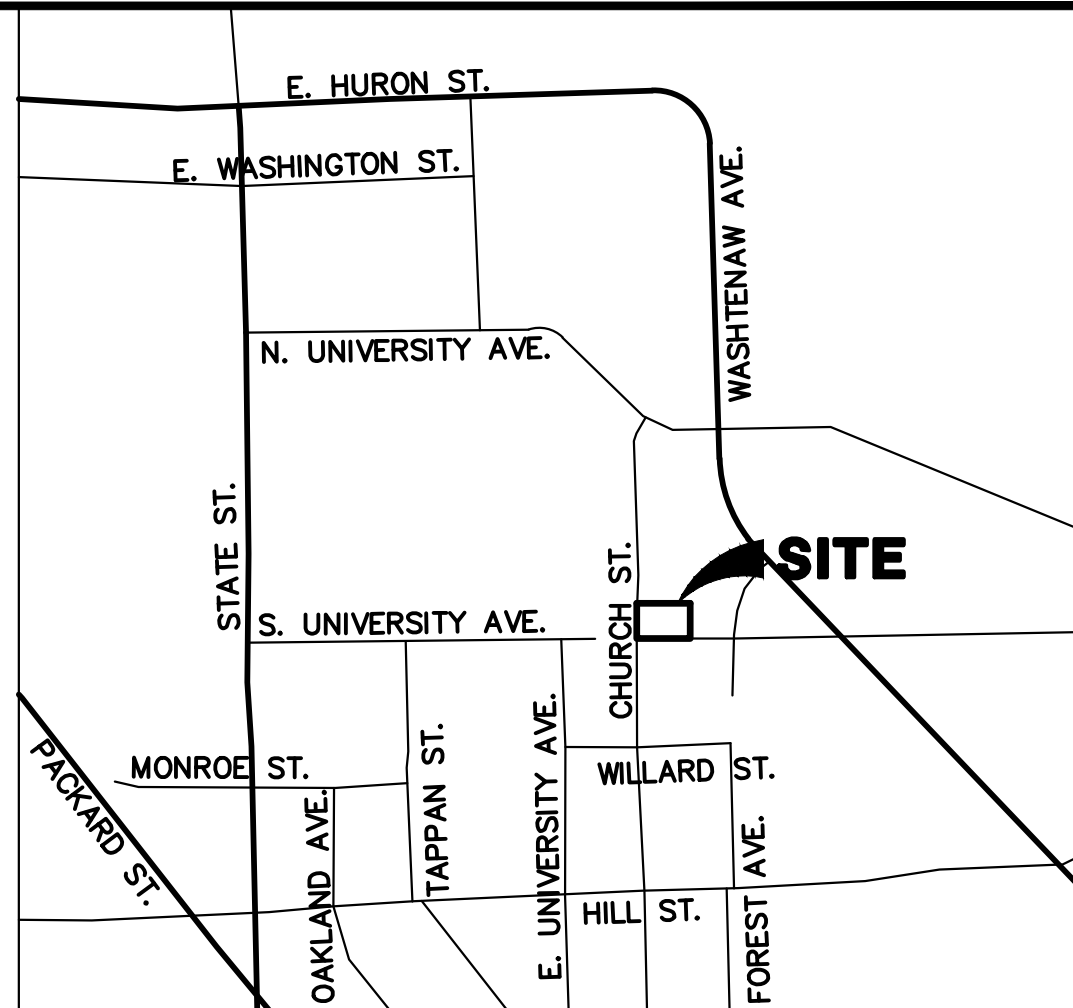 E. HURON ST.
E. WASHINGTON ST.
WASHTENAW AVE.
N. UNIVERSITY AVE.
STATE ST.
SITE
CHURCH ST.
S. UNIVERSITY AVE.
PACKARD ST.
MONROE ST.
TAPPAN ST.
E. UNIVERSITY AVE.
WILLARD ST.
OAKLAND AVE.
HILL ST.
FOREST AVE.